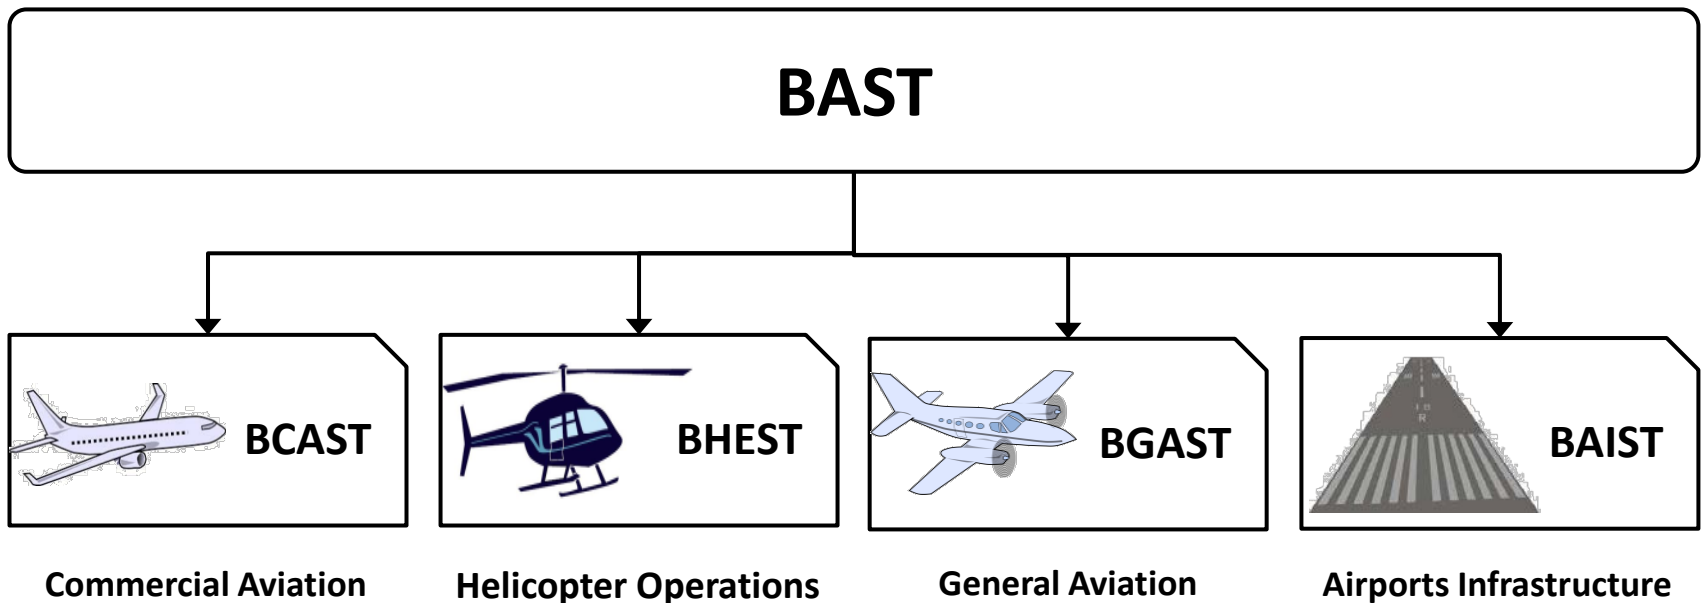 BAST
BCAST
BHEST
BGAST
BAIST
Commercial Aviation
Helicopter Operations
General Aviation
Airports Infrastructure